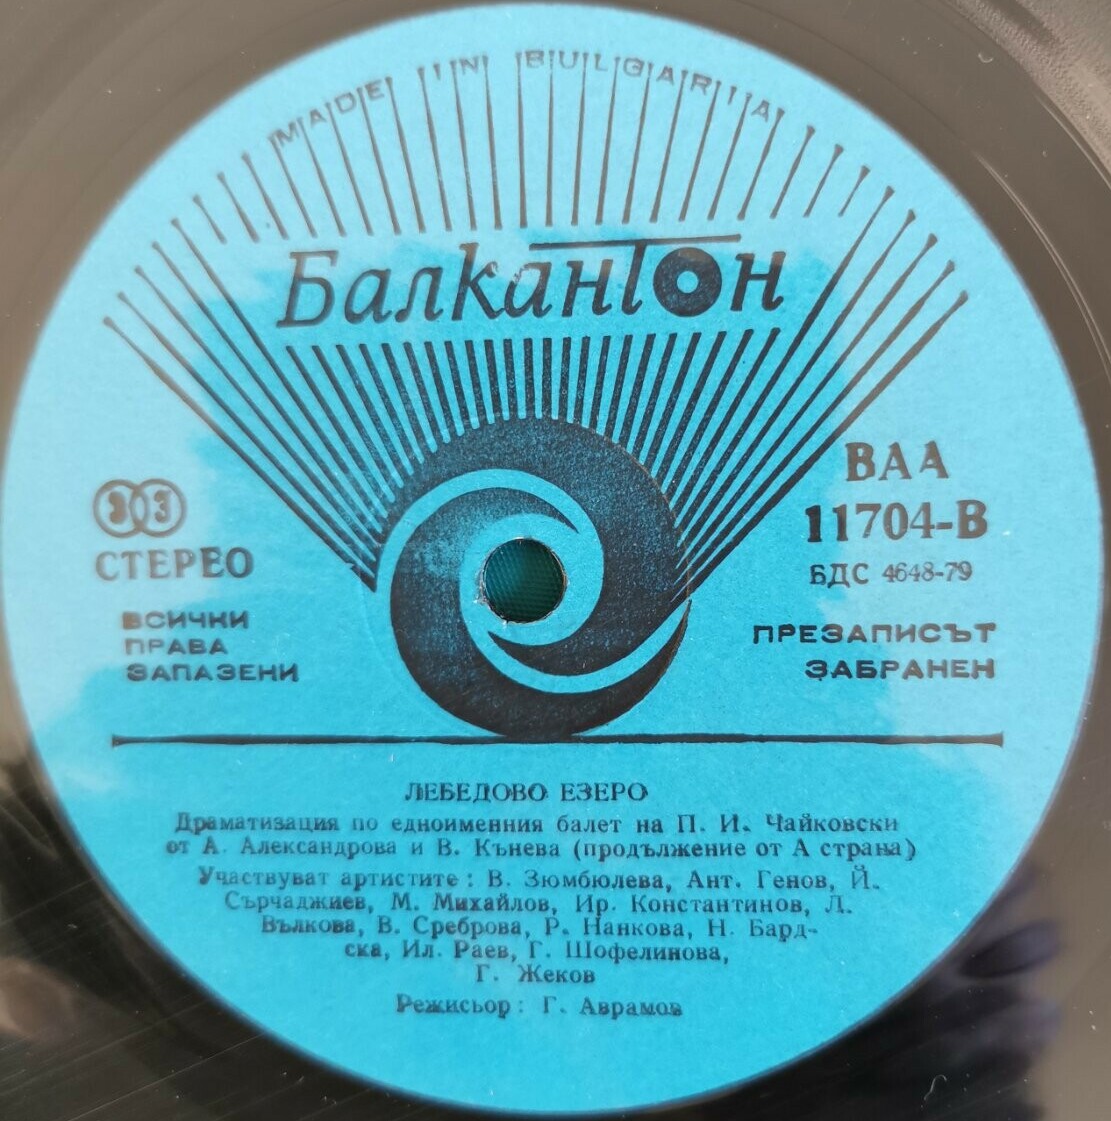 MADE IN BULGARIA
Балкантон
33
СТЕРЕО
ВСИЧКИ
ПРАВА
ЗАПАЗЕНИ
ВАА
11704-В
БДС 4648-79
ПРЕЗАПИСЪТ
ЗАБРАНЕН
ЛЕБЕДОВО ЕЗЕРО
Драматизация по едноименния балет на П. И. Чайковски
от А. Александрова и В. Кънева (продължение от А страна)
Участвуват артистите: В. Зюмбюлева, Ант. Генов, Й.
Сърчаджиев, М. Михайлов, Ир. Константинов, Л.
Вълкова, В. Среброва, Р. Нанкова, Н. Бард-
ска, Ил. Раев, Г. Шофелинова,
Г. Жеков
Режисьор: Г. Аврамов